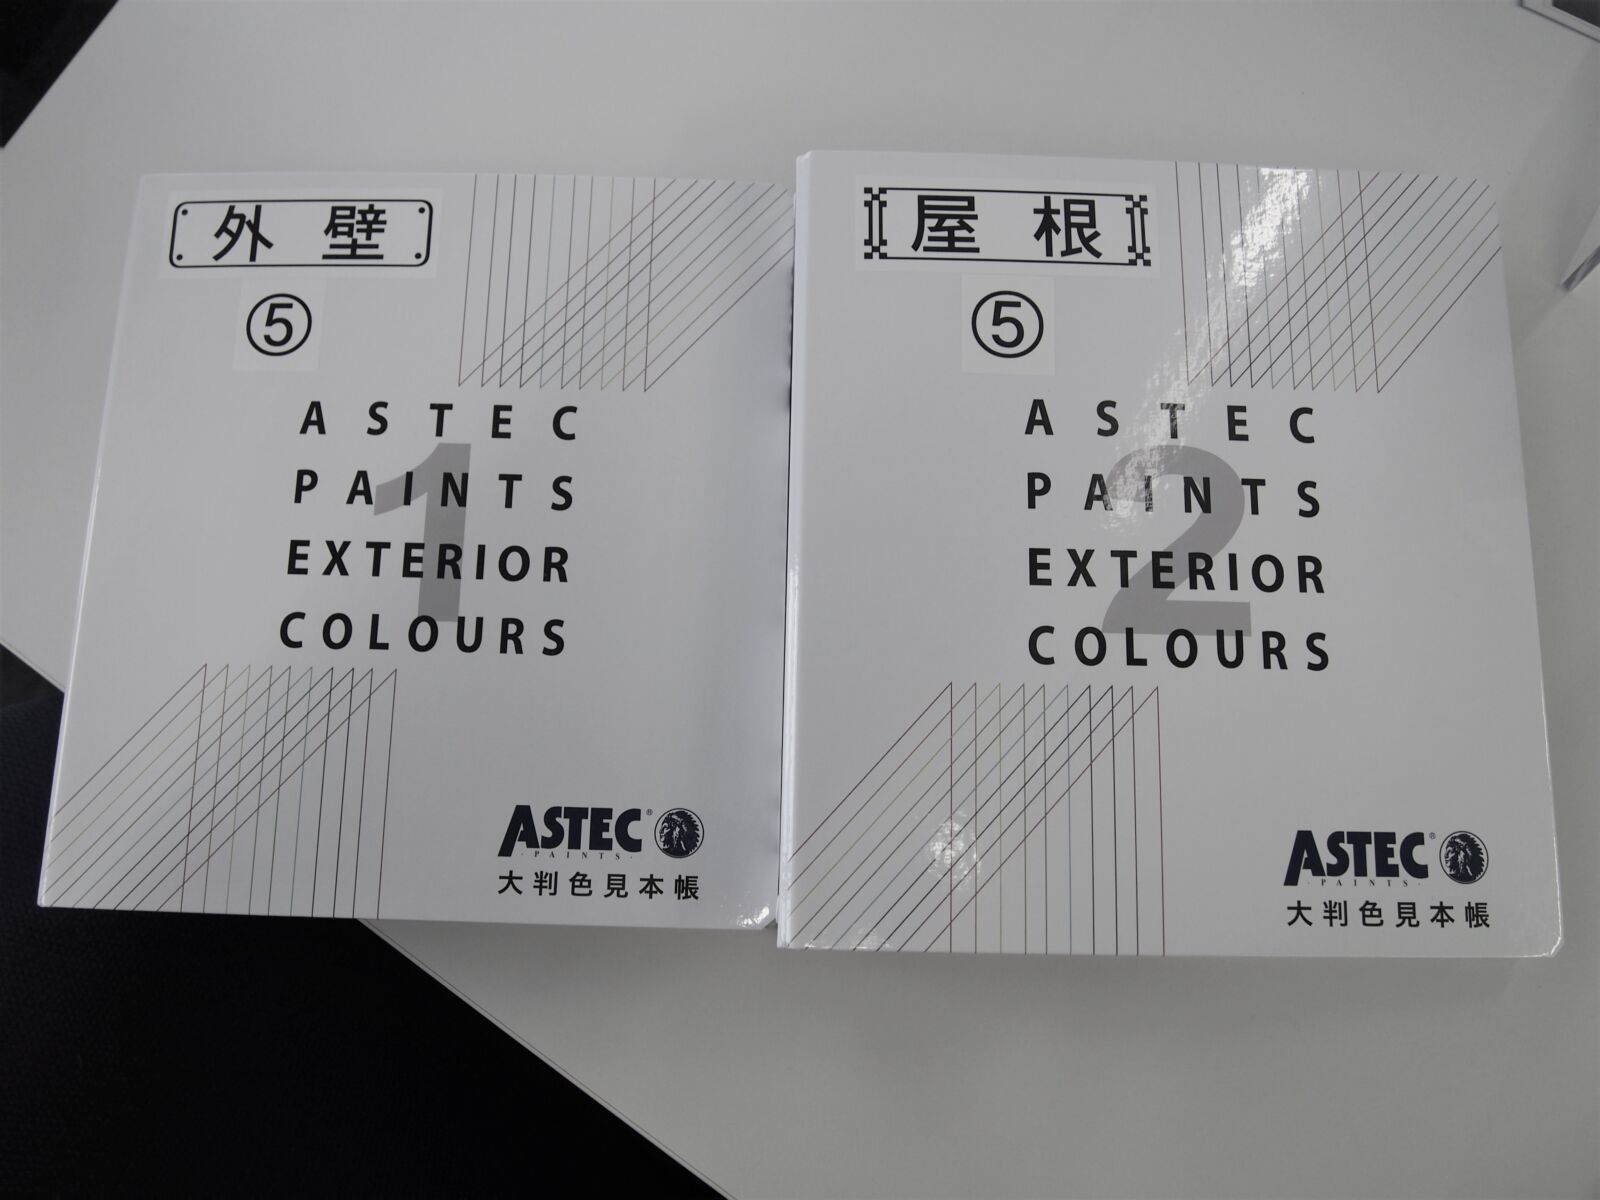 外壁
⑤
ASTEC
PAINTS
EXTERIOR
COLOURS
1
ASTEC®
PAINTS
大判色見本帳
屋根
⑤
ASTEC
PAINTS
EXTERIOR
COLOURS
2
ASTEC®
PAINTS
大判色見本帳